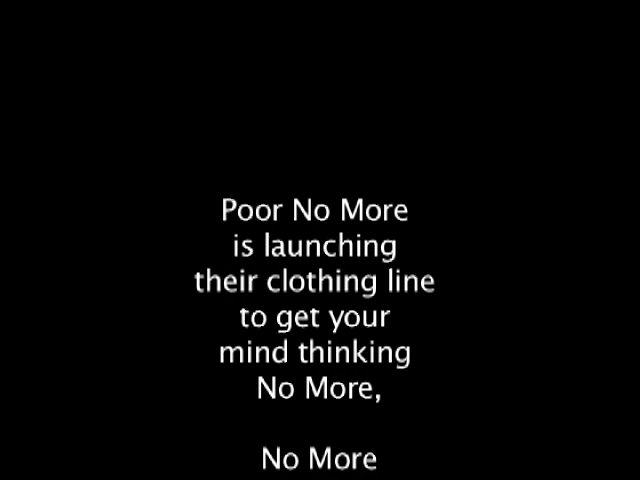 Poor No More
is launching
their clothing line
to get your
mind thinking
No More,
No More